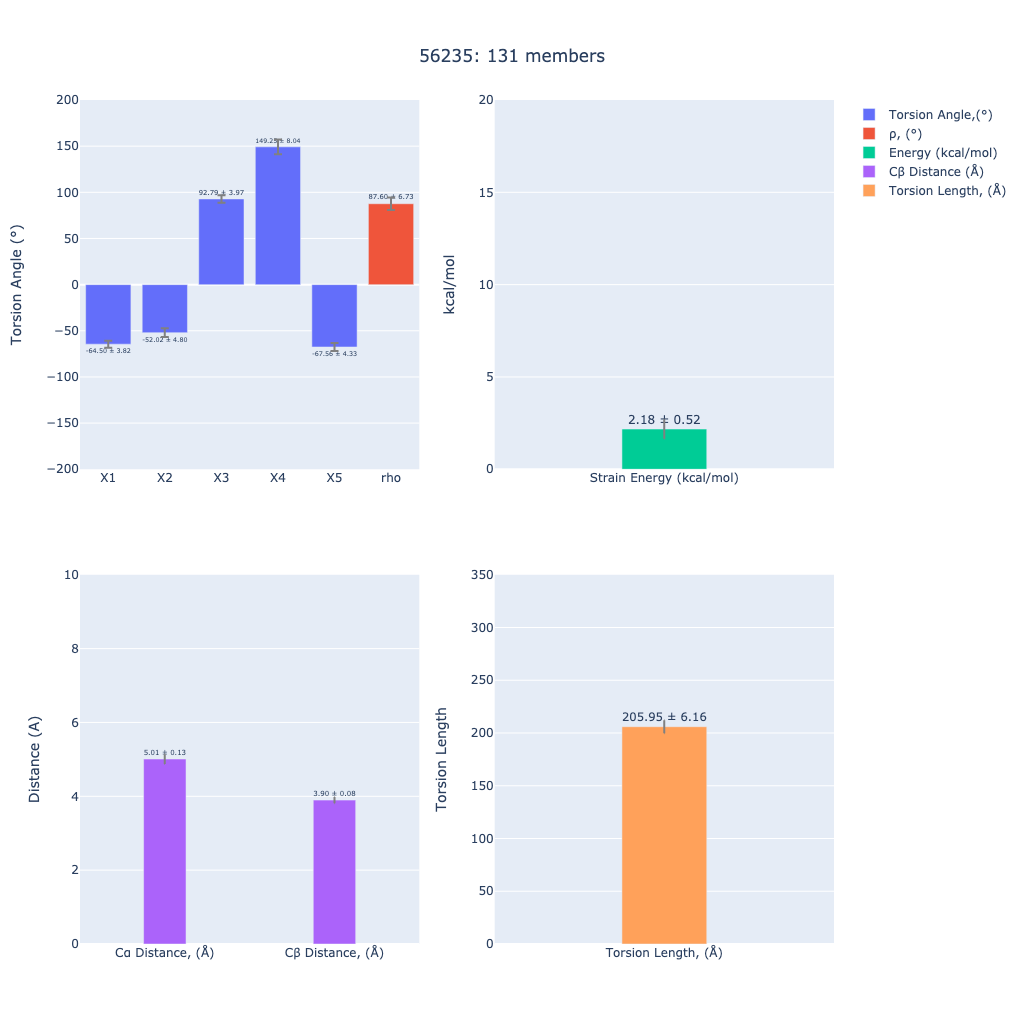 56235: 131 members
Torsion Angle (°)
200
150
100
50
0
−50
−100
−150
−200
149.25 ± 8.04
92.79 ± 3.97
87.60 ± 6.73
-52.02 ± 4.80
-64.50 ± 3.82
-67.56 ± 4.33
X1 X2 X3 X4 X5 rho
kcal/mol
20
15
10
5
0
2.18 ± 0.52
Strain Energy (kcal/mol)
Torsion Angle,(°)
ρ, (°)
Energy (kcal/mol)
Cβ Distance (Å)
Torsion Length, (Å)
Distance (A)
10
8
6
4
2
0
5.01 ± 0.13
3.90 ± 0.08
Cα Distance, (Å) Cβ Distance, (Å)
Torsion Length
350
300
250
200
150
100
50
0
205.95 ± 6.16
Torsion Length, (Å)